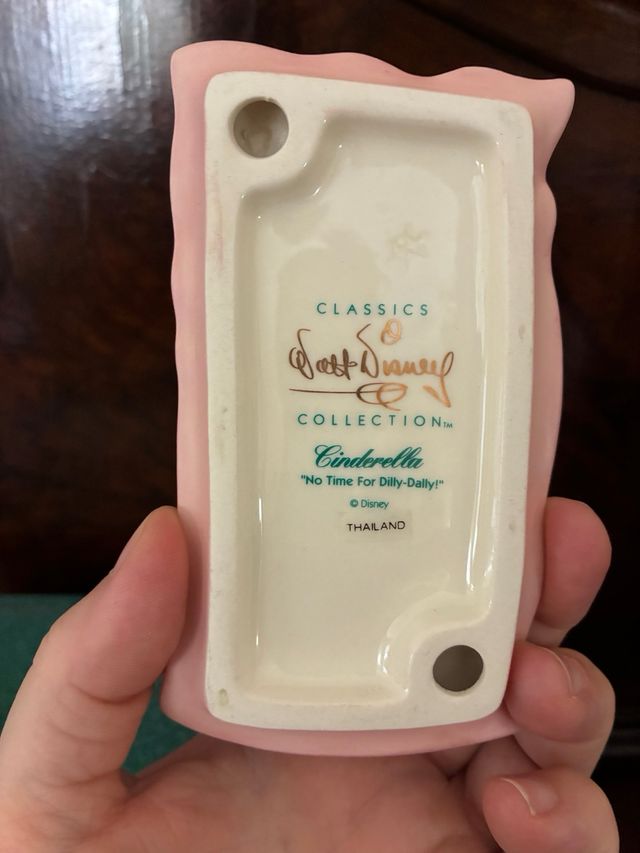 CLASSICS
Walt Disney
COLLECTION™
Cinderella
"No Time For Dilly-Dally!"
© Disney
THAILAND